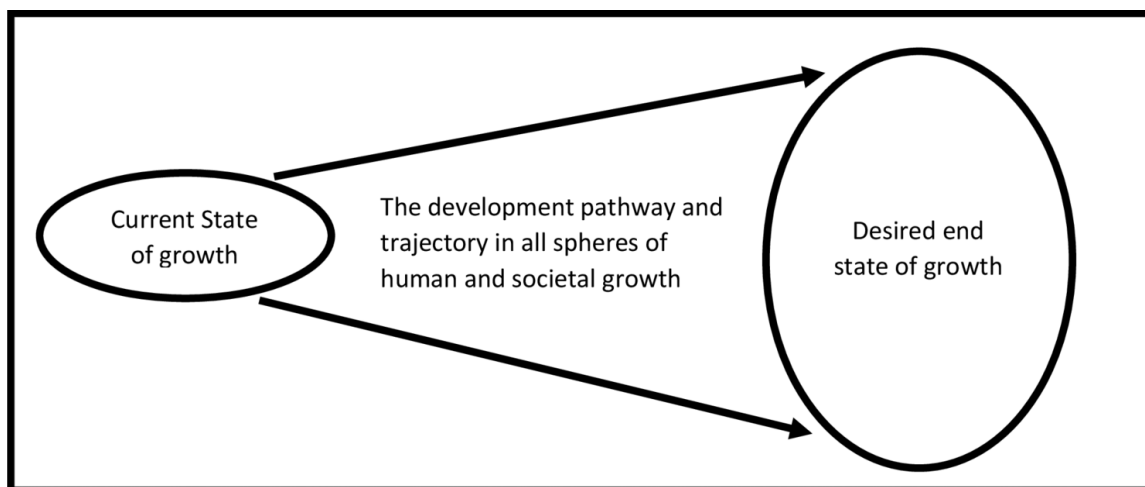 Current State
of growth
The development pathway and
trajectory in all spheres of
human and societal growth
Desired end
state of growth